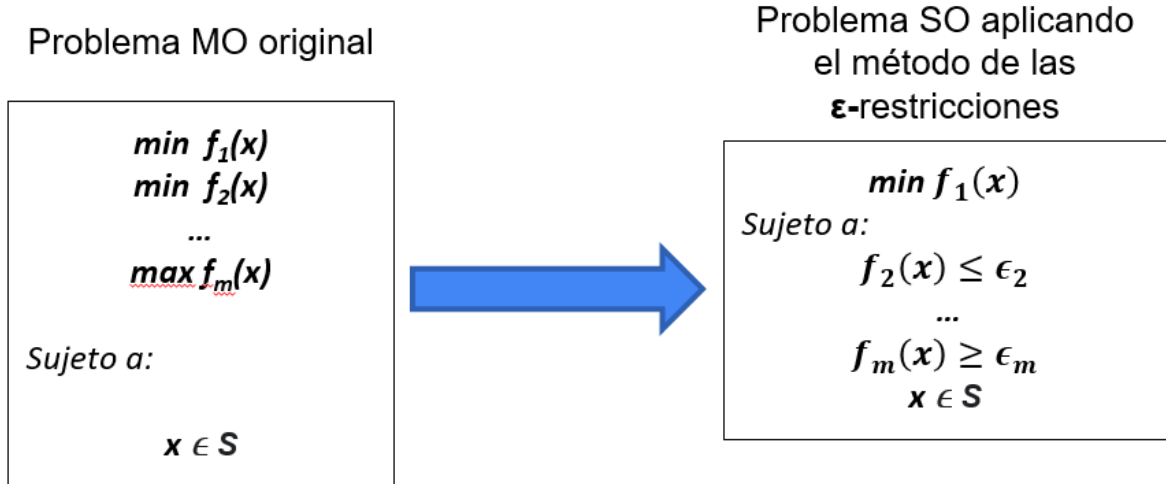 Problema MO original
min f₁(x)
min f₂(x)
...
max fₘ(x)
Sujeto a:
x ϵ S
Problema SO aplicando
el método de las
ε-restricciones
min f₁(x)
Sujeto a:
f₂(x) ≤ ϵ₂
...
fₘ(x) ≥ ϵₘ
x ϵ S